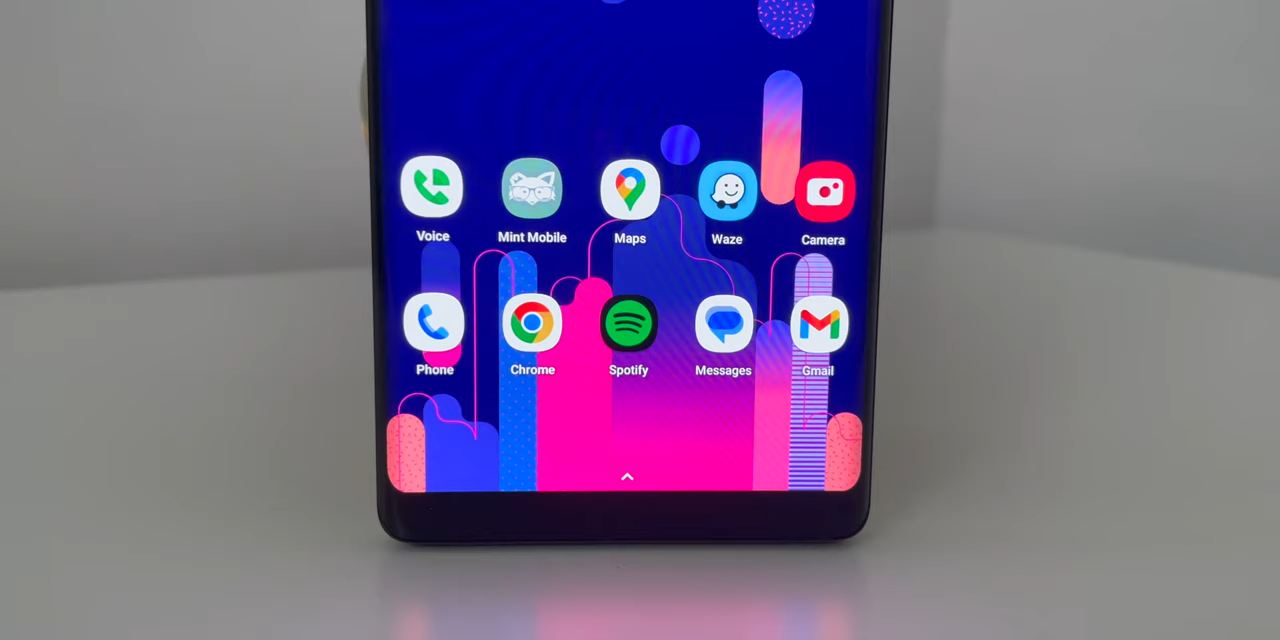 Voice
Mint Mobile
Maps
Waze
Camera
Phone
Chrome
Spotify
Messages
Gmail